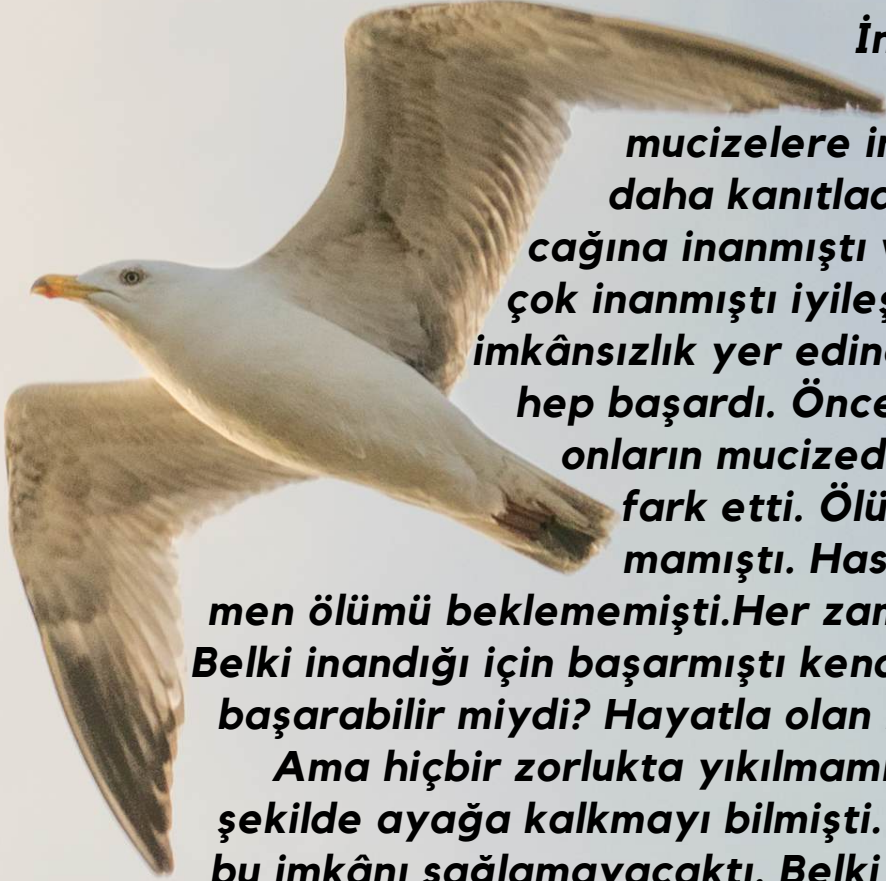 İn
mucizelere in
daha kanıtlad
cağına inanmıştı v
çok inanmıştı iyileş
imkânsızlık yer edin
hep başardı. Önce
onların mucized
fark etti. Ölü
mamıştı. Has
men ölümü beklememişti.Her zam
Belki inandığı için başarmıştı kend
başarabilir miydi? Hayatla olan
Ama hiçbir zorlukta yıkılmam
şekilde ayağa kalkmayı bilmişti.
bu imkânı sağlamayacaktı. Belki